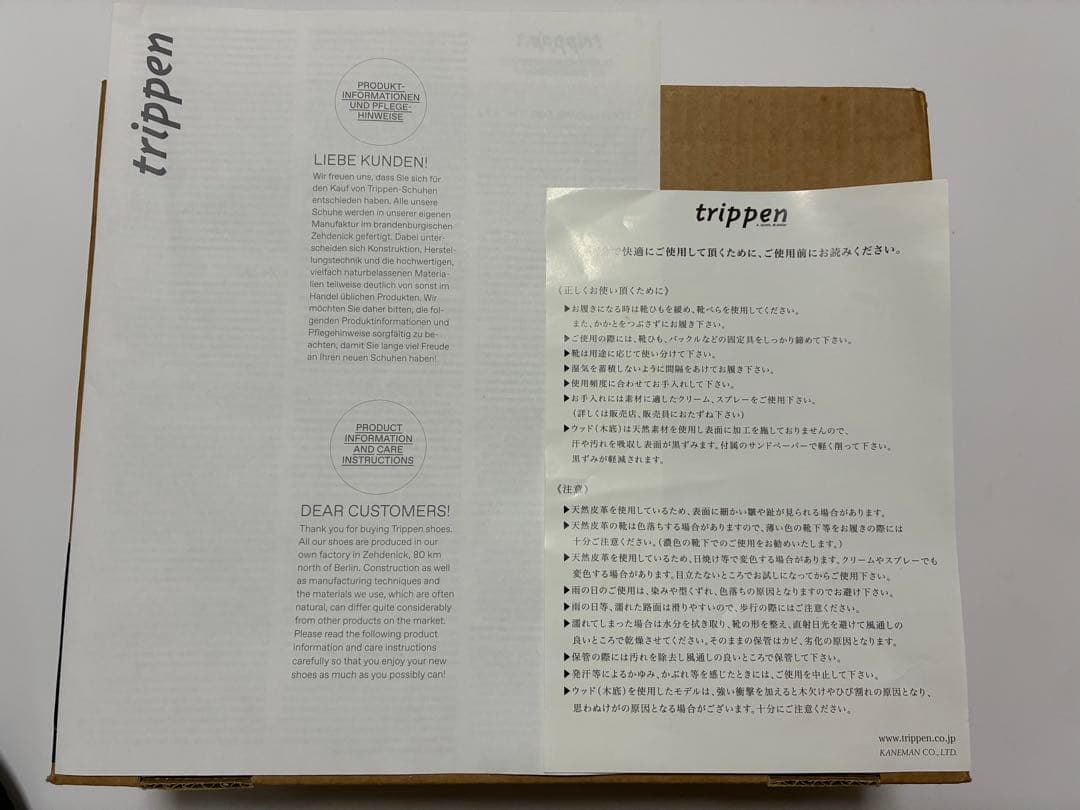 trippen
PRODUKT-
INFORMATIONEN
UND PFLEGE-
HINWEISE
LIEBE KUNDEN!
Wir freuen uns, dass Sie sich für
den Kauf von Trippen-Schuhen
entschieden haben. Alle unsere
Schuhe werden in unserer eigenen
Manufaktur im brandenburgischen
Zehdenick gefertigt. Dabei unter-
scheiden sich Konstruktion, Herstel-
lungstechnik und die hochwertigen,
vielfach naturbelassenen Materia-
lien teilweise deutlich von sonst im
Handel üblichen Produkten. Wir
möchten Sie daher bitten, die fol-
genden Produktinformationen und
Pflegehinweise sorgfältig zu be-
achten, damit Sie lange viel Freude
an Ihren neuen Schuhen haben!
PRODUCT
INFORMATION
AND CARE
INSTRUCTIONS
DEAR CUSTOMERS!
Thank you for buying Trippen shoes.
All our shoes are produced in our
own factory in Zehdenick, 80 km
north of Berlin. Construction as well
as manufacturing techniques and
the materials we use, which are often
natural, can differ quite considerably
from other products on the market.
Please read the following product
information and care instructions
carefully so that you enjoy your new
shoes as much as you possibly can!
trippen
で快適にご使用して頂くために、ご使用前にお読みください。
《正しくお使い頂くために》
▶お履きになる時は靴ひもを緩め、靴べらを使用してください。
また、かかとをつぶさずにお履き下さい。
▶ご使用の際には、靴ひも、バックルなどの固定具をしっかり締めて下さい。
▶靴は用途に応じて使い分けて下さい。
▶湿気を蓄積しないように間隔をあけてお履き下さい。
▶使用頻度に合わせてお手入れして下さい。
▶お手入れには素材に適したクリーム、スプレーをご使用下さい。
(詳しくは販売店、販売員におたずね下さい)
▶ウッド(木底)は天然素材を使用し表面に加工を施しておりませんので、
汗や汚れを吸収し表面が黒ずみます。付属のサンドペーパーで軽く削って下さい。
黒ずみが軽減されます。
《注意》
▶天然皮革を使用しているため、表面に細かい皺や趾が見られる場合があります。
▶天然皮革の靴は色落ちする場合がありますので、薄い色の靴下等をお履きの際には
十分ご注意ください。(濃色の靴下でのご使用をお勧めいたします。)
▶天然皮革を使用しているため、日焼け等で変色する場合があります。クリームやスプレーでも
変色する場合があります。目立たないところでお試しになってからご使用下さい。
▶雨の日のご使用は、染みや型くずれ、色落ちの原因となりますのでお避け下さい。
▶雨の日等、濡れた路面は滑りやすいので、歩行の際にはご注意ください。
▶濡れてしまった場合は水分を拭き取り、靴の形を整え、直射日光を避けて風通しの
良いところで乾燥させてください。そのままの保管はカビ、劣化の原因となります。
▶保管の際には汚れを除去し風通しの良いところで保管して下さい。
▶発汗等によるかゆみ、かぶれ等を感じたときには、ご使用を中止して下さい。
▶ウッド(木底)を使用したモデルは、強い衝撃を加えると木欠けやひび割れの原因となり、
思わぬけがの原因となる場合がございます。十分にご注意ください。
www.trippen.co.jp
KANEMAN CO., LTD.